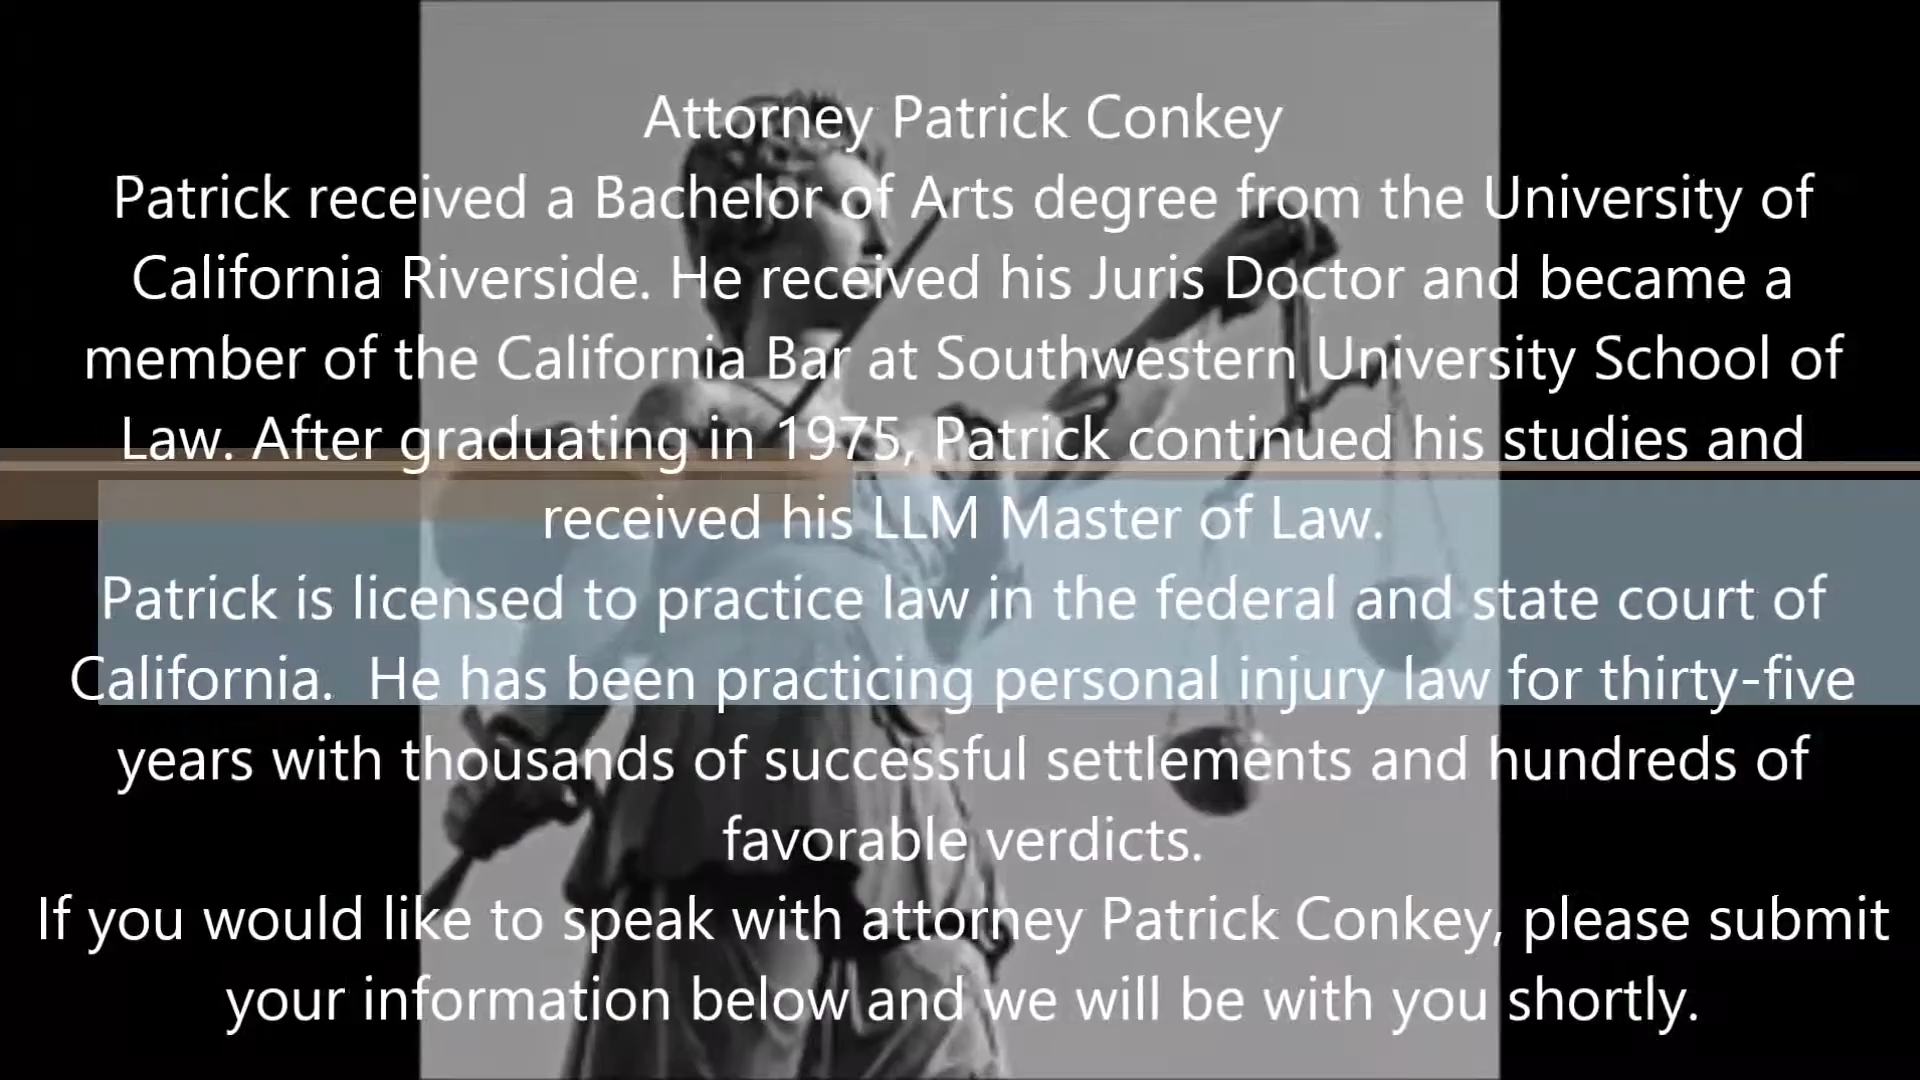 Attorney Patrick Conkey
Patrick received a Bachelor of Arts degree from the University of
California Riverside. He received his Juris Doctor and became a
member of the California Bar at Southwestern University School of
Law. After graduating in 1975, Patrick continued his studies and
received his LLM Master of Law.
Patrick is licensed to practice law in the federal and state court of
California.  He has been practicing personal injury law for thirty-five
years with thousands of successful settlements and hundreds of
favorable verdicts.
If you would like to speak with attorney Patrick Conkey, please submit
your information below and we will be with you shortly.